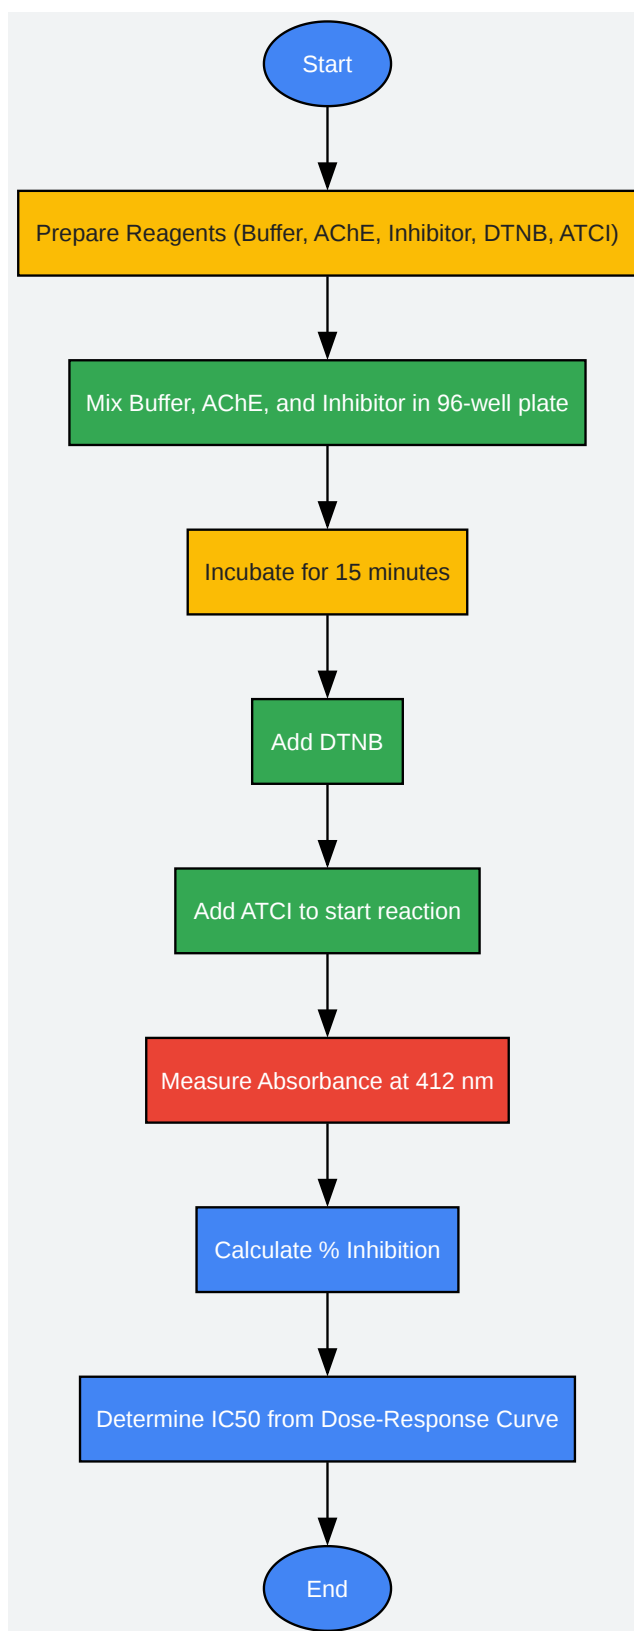 Start
Prepare Reagents (Buffer, AChE, Inhibitor, DTNB, ATCI)
Mix Buffer, AChE, and Inhibitor in 96-well plate
Incubate for 15 minutes
Add DTNB
Add ATCI to start reaction
Measure Absorbance at 412 nm
Calculate % Inhibition
Determine IC50 from Dose-Response Curve
End